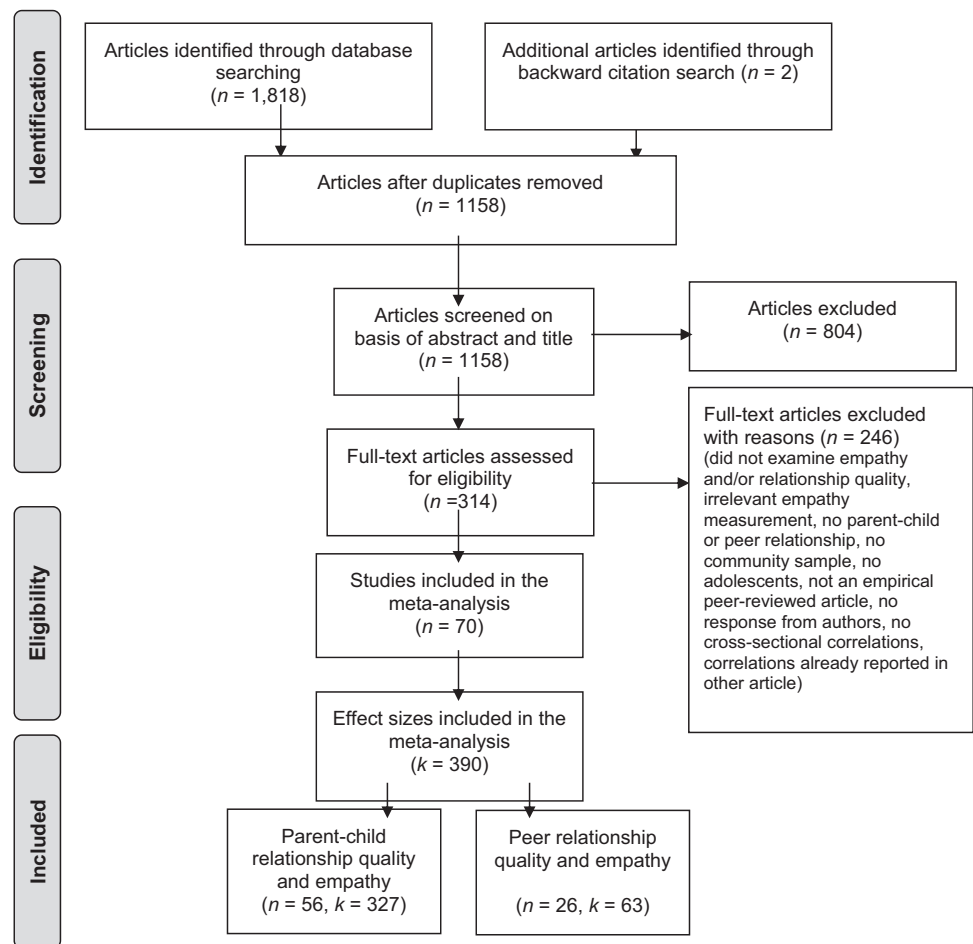 Identification
Articles identified through database
searching
(n = 1,818)
Additional articles identified through
backward citation search (n = 2)
Articles after duplicates removed
(n = 1158)
Screening
Articles screened on
basis of abstract and title
(n = 1158)
Articles excluded
(n = 804)
Full-text articles assessed
for eligibility
(n =314)
Full-text articles excluded
with reasons (n = 246)
(did not examine empathy
and/or relationship quality,
irrelevant empathy
measurement, no parent-child
or peer relationship, no
community sample, no
adolescents, not an empirical
peer-reviewed article, no
response from authors, no
cross-sectional correlations,
correlations already reported in
other article)
Eligibility
Studies included in the
meta-analysis
(n = 70)
Effect sizes included in the
meta-analysis
(k = 390)
Included
Parent-child
relationship quality
and empathy
(n = 56, k = 327)
Peer relationship
quality and empathy
(n = 26, k = 63)